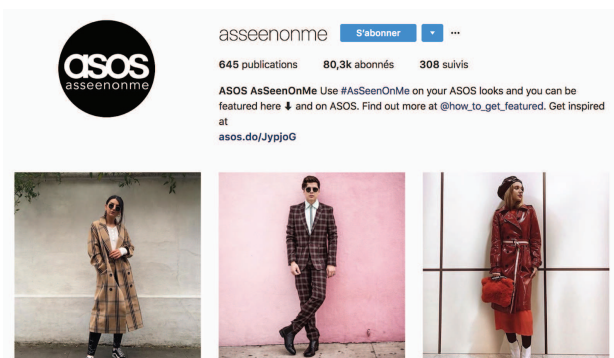 asos
asseenonme
asseenonme S'abonner
645 publications 80,3k abonnés 308 suivis
ASOS AsSeenOnMe Use #AsSeenOnMe on your ASOS looks and you can be
featured here ⬇ and on ASOS. Find out more at @how_to_get_featured. Get inspired
at
asos.do/JypjoG